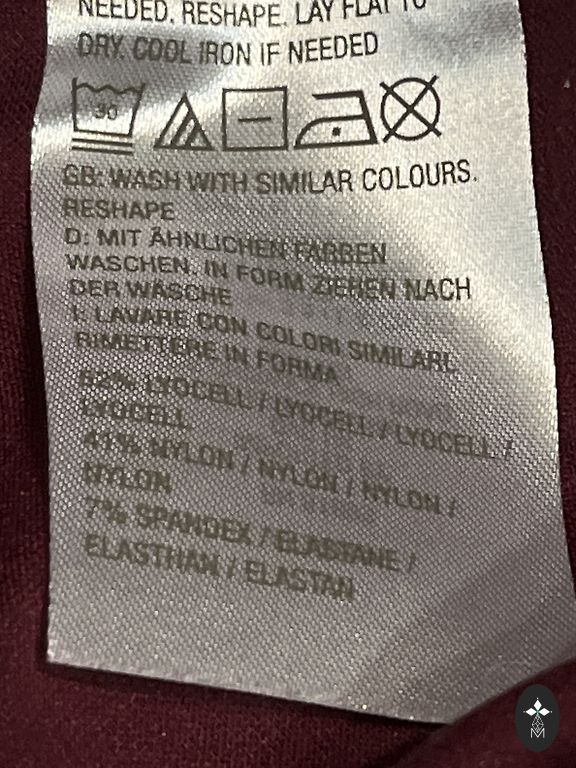 NEEDED. RESHAPE. LAY FLAT TO
DRY. COOL IRON IF NEEDED
30
GB: WASH WITH SIMILAR COLOURS.
RESHAPE
D: MIT ÄHNLICHEN FARBEN
WASCHEN. IN FORM ZIEHEN NACH
DER WÄSCHE
I: LAVARE CON COLORI SIMILARI.
RIMETTERE IN FORMA
52% LYOCELL / LYOCELL / LYOCELL /
LYOCELL
41% NYLON / NYLON / NYLON /
NYLON
7% SPANDEX / ELASTANE /
ELASTHAN / ELASTAN
M